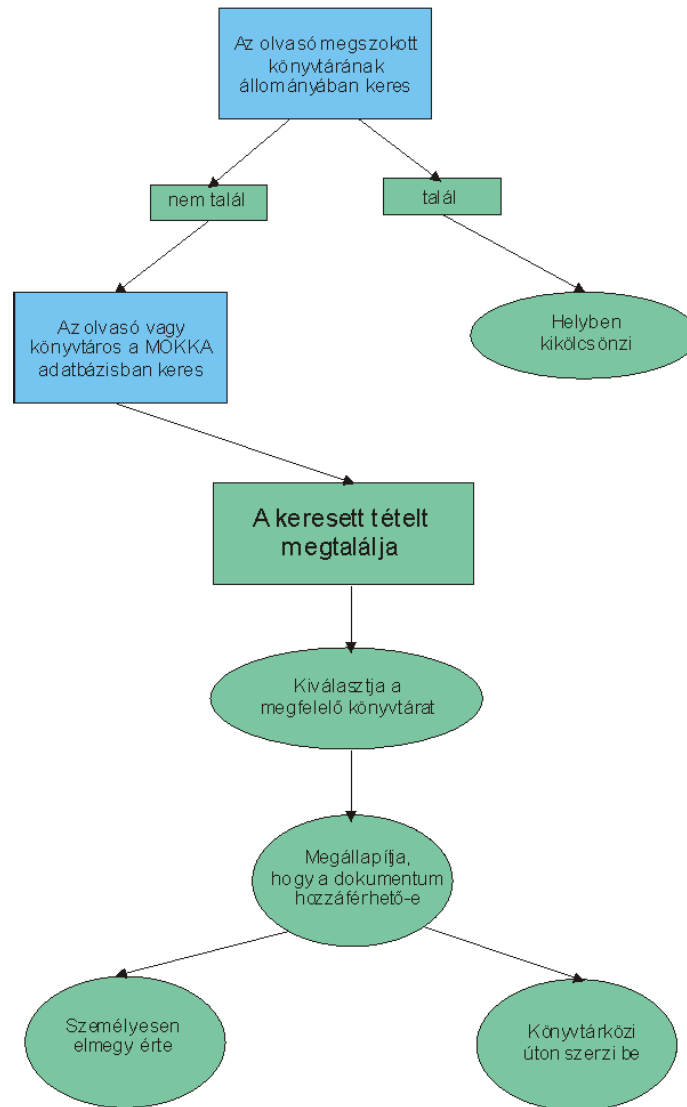 Az olvasó megszokott
könyvtárának
állományában keres
nem talál
talál
Az olvasó vagy
könyvtáros a MOKKA
adatbázisban keres
Helyben
kikölcsönzi
A keresett tételt
megtalálja
Kiválasztja a
megfelelő könyvtárat
Megállapítja,
hogy a dokumentum
hozzáférhető-e
Személyesen
elmegy érte
Könyvtárközi
úton szerzi be